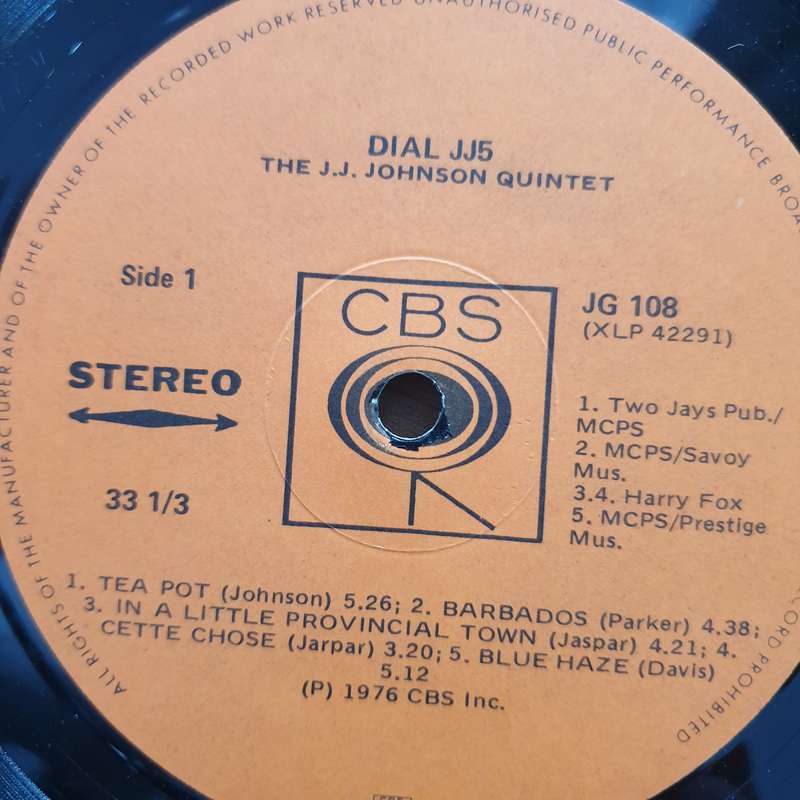 ALL RIGHTS OF THE MANUFACTURER AND OF THE OWNER OF THE RECORDED WORK RESERVED UNAUTHORISED PUBLIC PERFORMANCE BROA
RECORD PROHIBITED
DIAL JJ5
THE J.J. JOHNSON QUINTET
Side 1
CBS
JG 108
(XLP 42291)
STEREO
33 1/3
1. Two Jays Pub./
MCPS
2. MCPS/Savoy
Mus.
3.4. Harry Fox
5. MCPS/Prestige
Mus.
1. TEA POT (Johnson) 5.26; 2. BARBADOS (Parker) 4.38;
3. IN A LITTLE PROVINCIAL TOWN (Jaspar) 4.21; 4.
CETTE CHOSE (Jarpar) 3.20; 5. BLUE HAZE (Davis)
5.12
(P) 1976 CBS Inc.